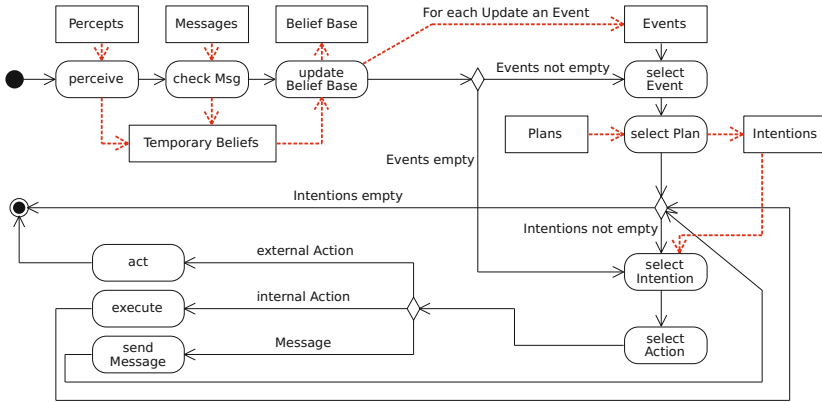 For each Update an Event
Percepts
Messages
Belief Base
Events
perceive
check Msg
update
Belief Base
Events not empty
select
Event
Temporary Beliefs
Plans
select Plan
Intentions
Events empty
Intentions empty
Intentions not empty
external Action
act
select
Intention
internal Action
execute
Message
send
Message
select
Action